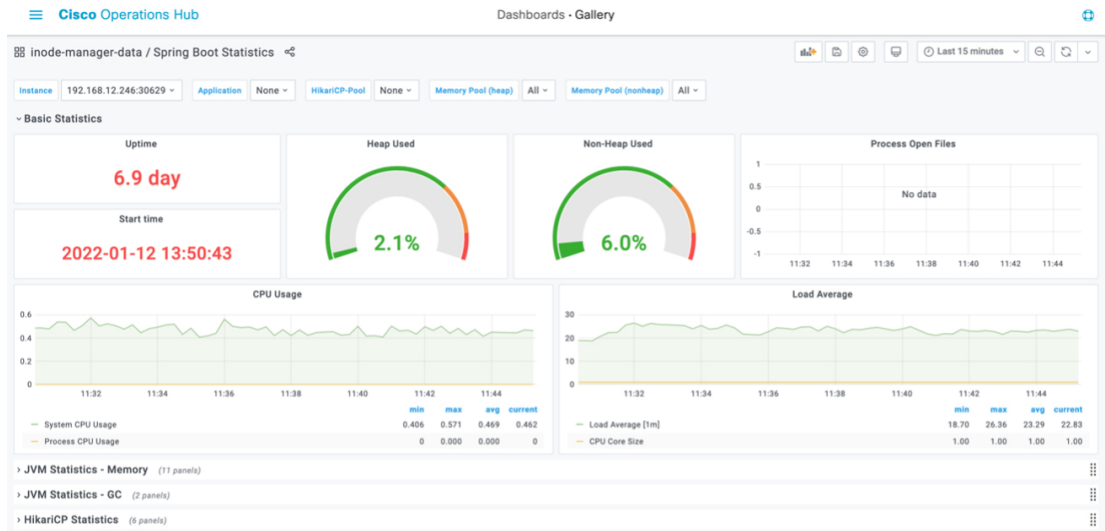 Cisco Operations Hub
Dashboards · Gallery
inode-manager-data / Spring Boot Statistics
Last 15 minutes
Instance 192.168.12.246:30629 Application None HikariCP-Pool None Memory Pool (heap) All Memory Pool (nonheap) All
Basic Statistics
Uptime
6.9 day
Start time
2022-01-12 13:50:43
Heap Used
2.1%
Non-Heap Used
6.0%
Process Open Files
1
0.5
0
-0.5
-1
No data
11:32 11:34 11:36 11:38 11:40 11:42 11:44
CPU Usage
0.6
0.4
0.2
0
11:32 11:34 11:36 11:38 11:40 11:42 11:44
min max avg current
System CPU Usage 0.406 0.571 0.469 0.462
Process CPU Usage 0 0.000 0.000 0
Load Average
30
20
10
0
11:32 11:34 11:36 11:38 11:40 11:42 11:44
min max avg current
Load Average [1m] 18.70 26.36 23.29 22.83
CPU Core Size 1.00 1.00 1.00 1.00
JVM Statistics - Memory (11 panels)
JVM Statistics - GC (2 panels)
HikariCP Statistics (6 panels)